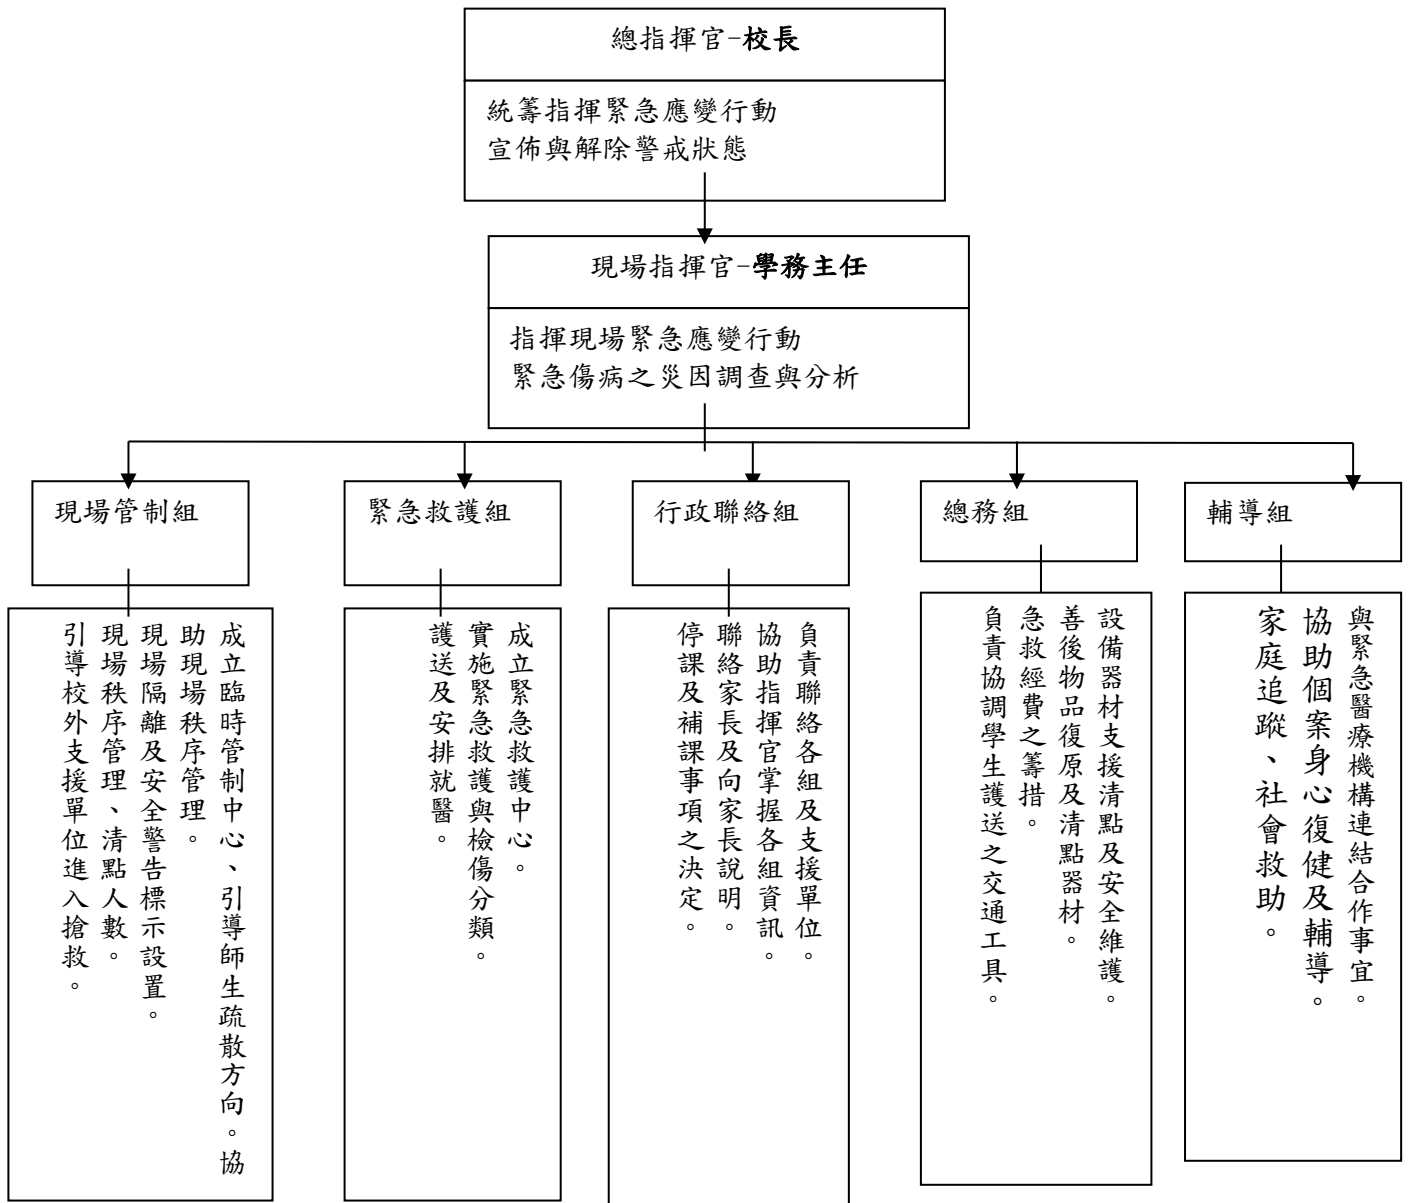 總指揮官-校長
統籌指揮緊急應變行動
宣佈與解除警戒狀態
現場指揮官-學務主任
指揮現場緊急應變行動
緊急傷病之災因調查與分析
現場管制組
緊急救護組
行政聯絡組
總務組
輔導組
成立臨時管制中心、引導師生疏散方向。協
助現場秩序管理。
現場隔離及安全警告標示設置。
現場秩序管理、清點人數。
引導校外支援單位進入搶救。
成立緊急救護中心。
實施緊急救護與檢傷分類。
護送及安排就醫。
負責聯絡各組及支援單位。
協助指揮官掌握各組資訊。
聯絡家長及向家長說明。
停課及補課事項之決定。
設備器材支援清點及安全維護。
善後物品復原及清點器材。
急救經費之籌措。
負責協調學生護送之交通工具。
與緊急醫療機構連結合作事宜。
協助個案身心復健及輔導。
家庭追蹤、社會救助。